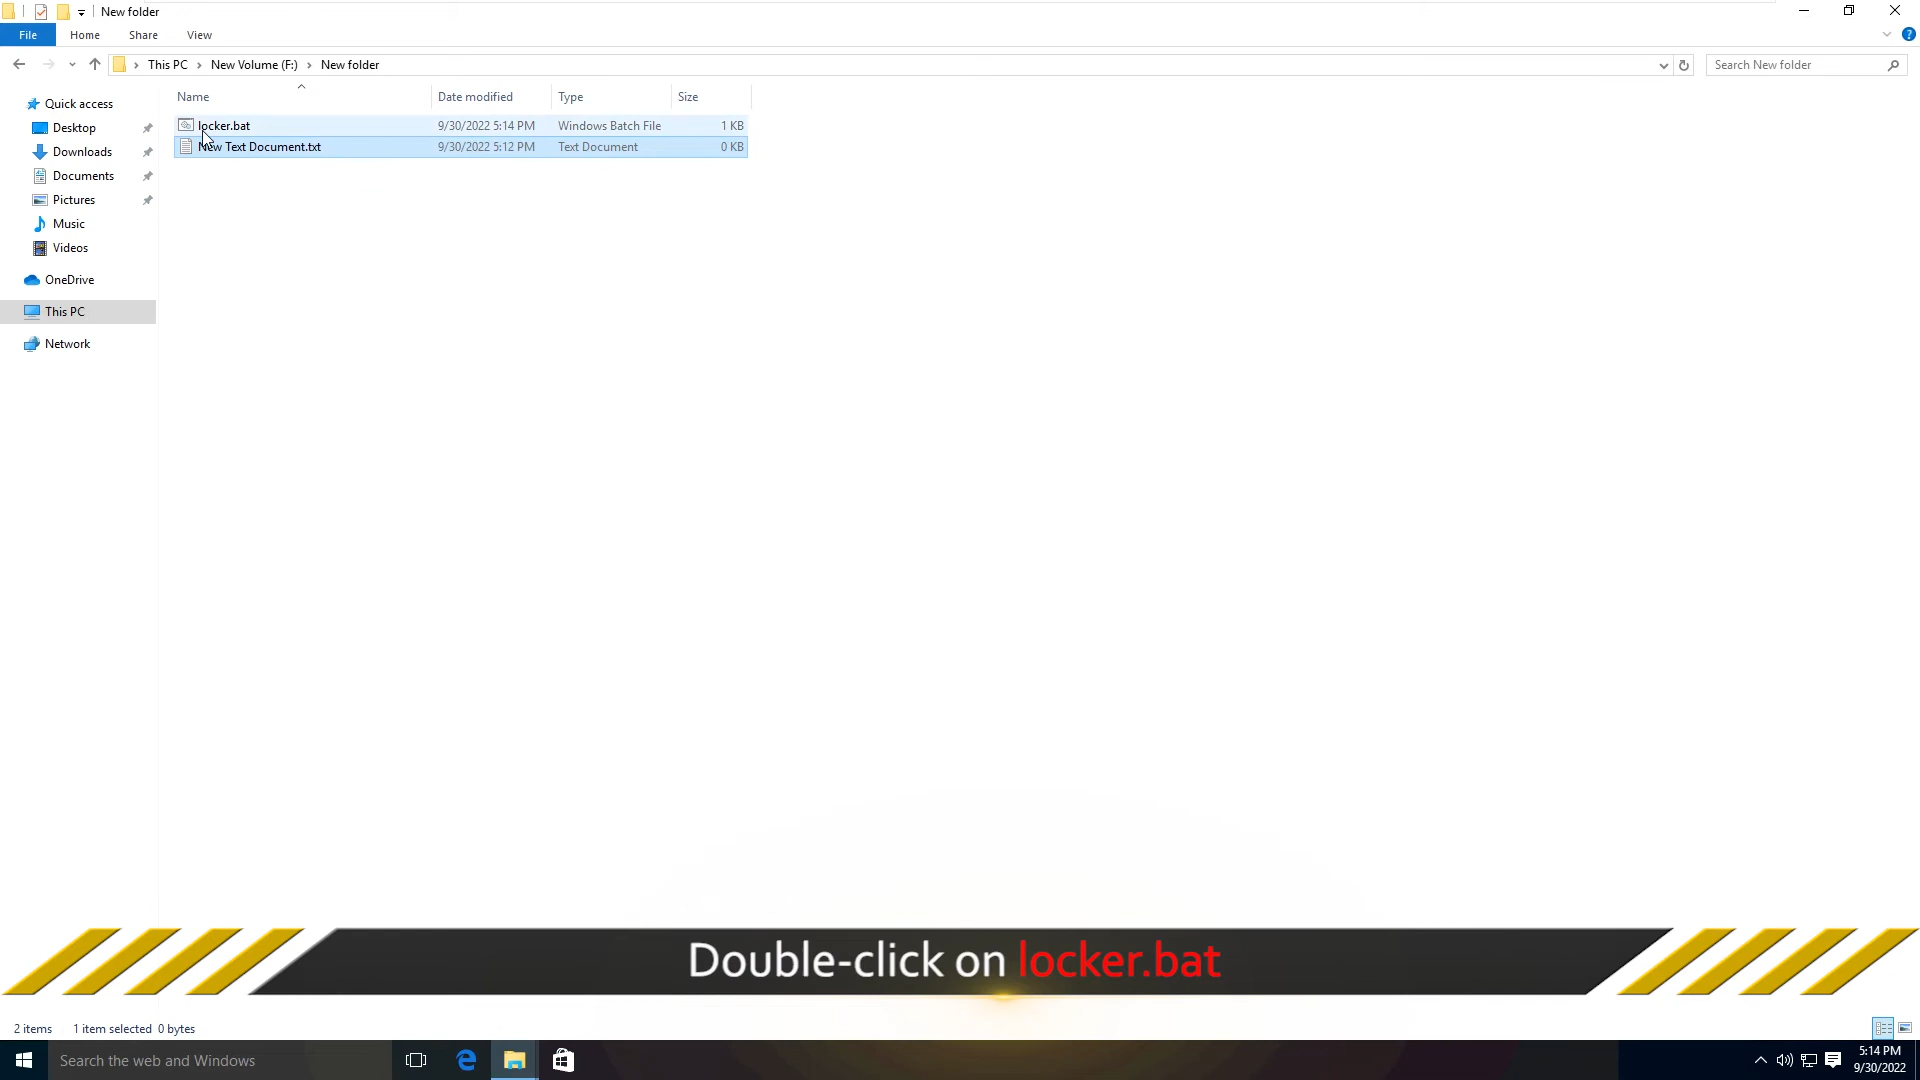 New folder
File Home Share View
This PC New Volume (F:) New folder
Search New folder
Name Date modified Type Size
Quick access
Desktop
Downloads
Documents
Pictures
Music
Videos
OneDrive
This PC
Network
locker.bat 9/30/2022 5:14 PM Windows Batch File 1 KB
New Text Document.txt 9/30/2022 5:12 PM Text Document 0 KB
Double-click on locker.bat
2 items 1 item selected 0 bytes
Search the web and Windows
5:14 PM
9/30/2022